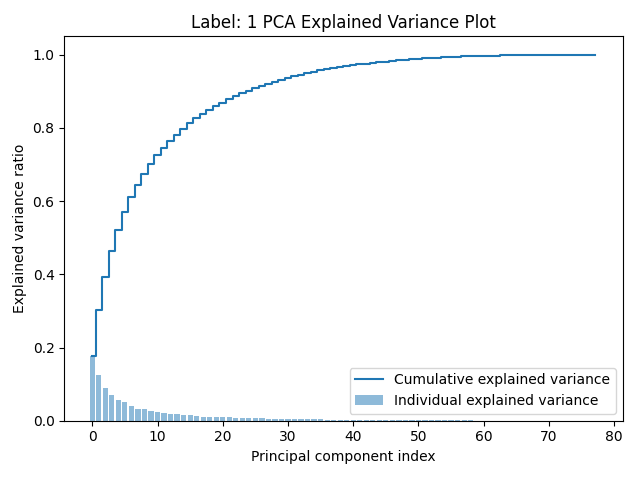 Label: 1 PCA Explained Variance Plot
Explained variance ratio
1.0
0.8
0.6
0.4
0.2
0.0
Cumulative explained variance
Individual explained variance
0 10 20 30 40 50 60 70 80
Principal component index